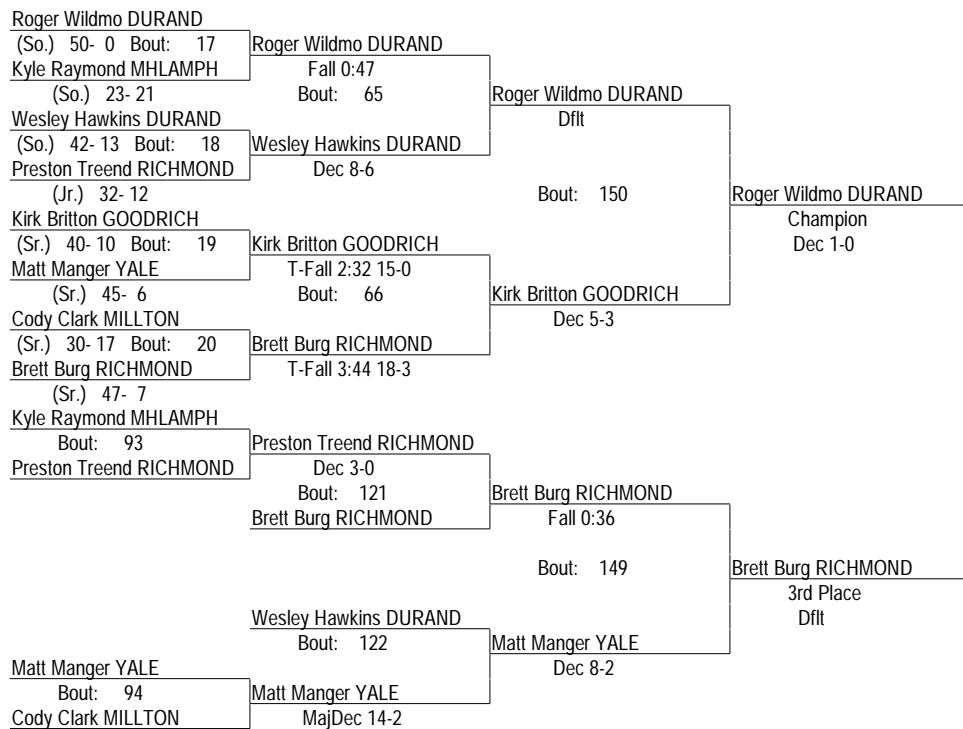 Roger Wildmo DURAND
(So.) 50- 0 Bout: 17 Roger Wildmo DURAND
Kyle Raymond MHLAMPH Fall 0:47
(So.) 23- 21 Bout: 65 Roger Wildmo DURAND
Wesley Hawkins DURAND Dflt
(So.) 42- 13 Bout: 18 Wesley Hawkins DURAND
Preston Treend RICHMOND Dec 8-6
(Jr.) 32- 12 Bout: 150 Roger Wildmo DURAND
Kirk Britton GOODRICH Champion
(Sr.) 40- 10 Bout: 19 Kirk Britton GOODRICH Dec 1-0
Matt Manger YALE T-Fall 2:32 15-0
(Sr.) 45- 6 Bout: 66 Kirk Britton GOODRICH
Cody Clark MILLTON Dec 5-3
(Sr.) 30- 17 Bout: 20 Brett Burg RICHMOND
Brett Burg RICHMOND T-Fall 3:44 18-3
(Sr.) 47- 7
Kyle Raymond MHLAMPH
Bout: 93 Preston Treend RICHMOND
Preston Treend RICHMOND Dec 3-0
Bout: 121 Brett Burg RICHMOND
Brett Burg RICHMOND Fall 0:36
Bout: 149 Brett Burg RICHMOND
3rd Place
Wesley Hawkins DURAND Dflt
Bout: 122 Matt Manger YALE
Matt Manger YALE Dec 8-2
Bout: 94 Matt Manger YALE
Cody Clark MILLTON MajDec 14-2